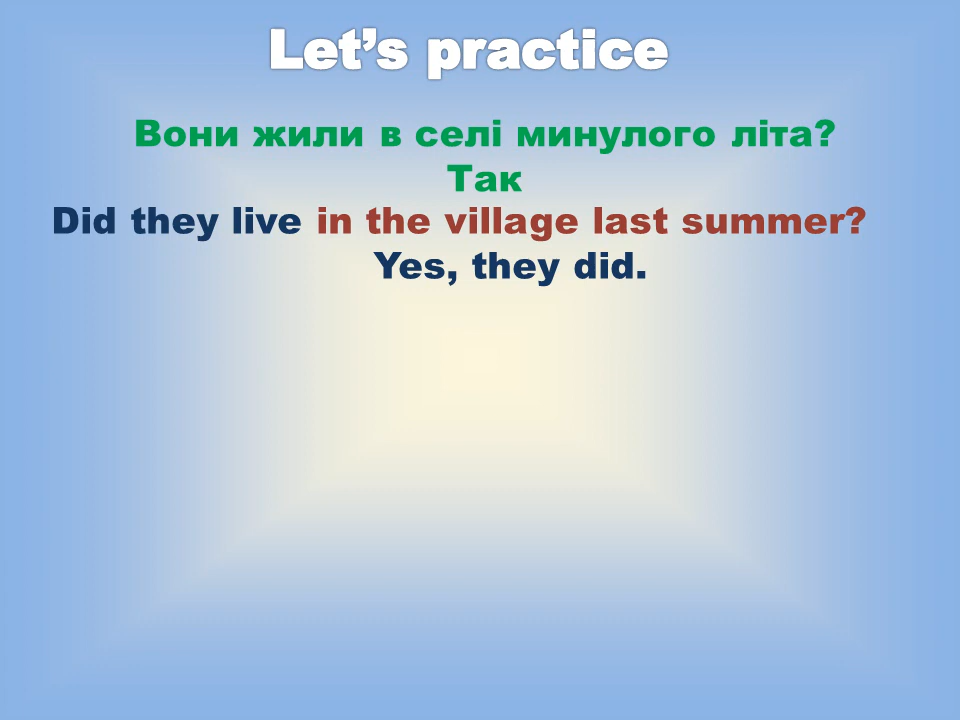 Let’s practice
Вони жили в селі минулого літа?
Так
Did they live in the village last summer?
Yes, they did.